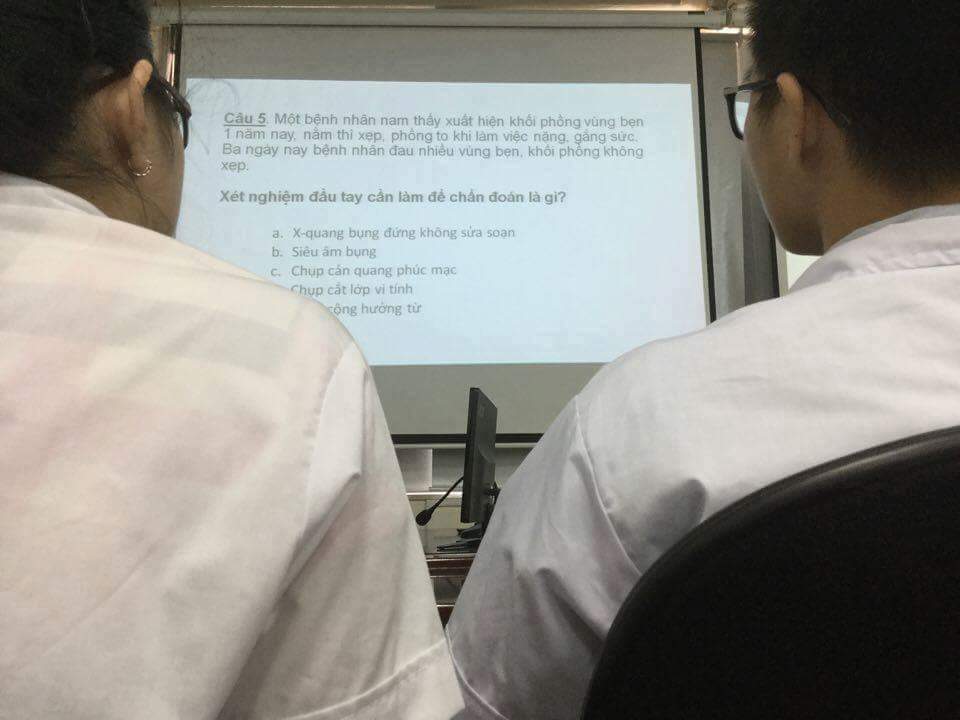 Câu 5. Một bệnh nhân nam thấy xuất hiện khối phồng vùng bẹn
1 năm nay, nằm thì xẹp, phồng to khi làm việc nặng, gắng sức.
Ba ngày nay bệnh nhân đau nhiều vùng bẹn, khối phồng không
xẹp.
Xét nghiệm đầu tay cần làm để chẩn đoán là gì?
a. X-quang bụng đứng không sửa soạn
b. Siêu âm bụng
c. Chụp cản quang phúc mạc
Chụp cắt lớp vi tính
cộng hưởng từ